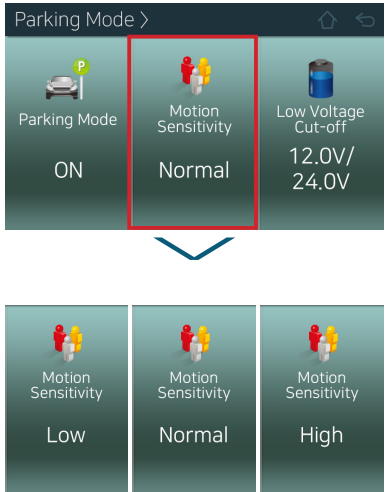 Parking Mode >
P
Parking Mode
ON
Motion
Sensitivity
Normal
Low Voltage
Cut-off
12.0V/
24.0V
Motion
Sensitivity
Low
Motion
Sensitivity
Normal
Motion
Sensitivity
High